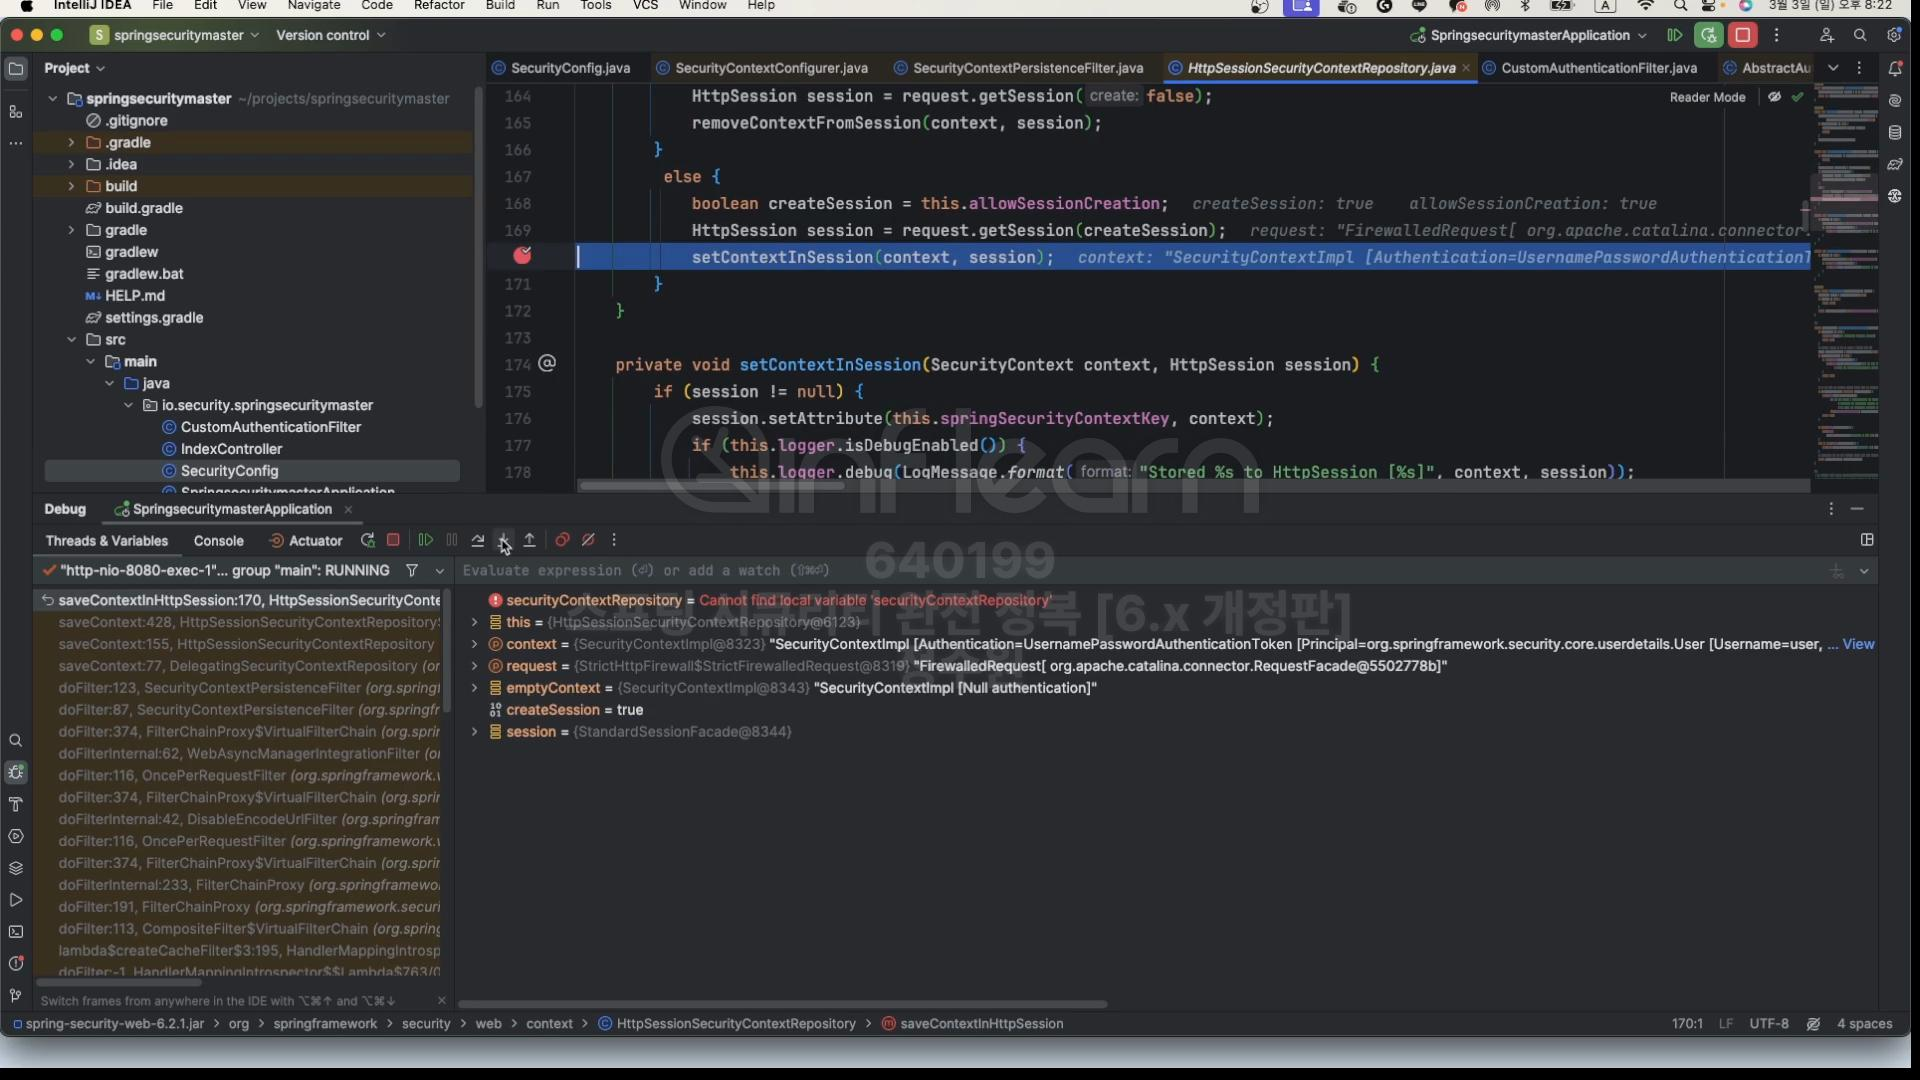 IntelliJ IDEA File Edit View Navigate Code Refactor Build Run Tools VCS Window Help
3월 3일 (일) 오후 8:22
S springsecuritymaster Version control
SpringsecuritymasterApplication
Project
SecurityConfig.java SecurityContextConfigurer.java SecurityContextPersistenceFilter.java HttpSessionSecurityContextRepository.java CustomAuthenticationFilter.java AbstractAu
Reader Mode
springsecuritymaster ~/projects/springsecuritymaster
.gitignore
.gradle
.idea
build
build.gradle
gradle
gradlew
gradlew.bat
M↓ HELP.md
settings.gradle
src
main
java
io.security.springsecuritymaster
CustomAuthenticationFilter
IndexController
SecurityConfig
SpringsecuritymasterApplication
164 HttpSession session = request.getSession( create: false);
165 removeContextFromSession(context, session);
166 }
167 else {
168 boolean createSession = this.allowSessionCreation; createSession: true allowSessionCreation: true
169 HttpSession session = request.getSession(createSession); request: "FirewalledRequest[ org.apache.catalina.connector.
setContextInSession(context, session); context: "SecurityContextImpl [Authentication=UsernamePasswordAuthenticationT
171 }
172 }
173
174 @ private void setContextInSession(SecurityContext context, HttpSession session) {
175 if (session != null) {
176 session.setAttribute(this.springSecurityContextKey, context);
177 if (this.logger.isDebugEnabled()) {
178 this.logger.debug(LogMessage.format( format: "Stored %s to HttpSession [%s]", context, session));
inflearn
640199
스프링 시큐리티 완전 정복 [6.x 개정판]
Debug SpringsecuritymasterApplication
Threads & Variables Console Actuator
"http-nio-8080-exec-1"... group "main": RUNNING
Evaluate expression (⏎) or add a watch (⇧⌘⏎)
saveContextInHttpSession:170, HttpSessionSecurityConte
saveContext:428, HttpSessionSecurityContextRepository$
saveContext:155, HttpSessionSecurityContextRepository
saveContext:77, DelegatingSecurityContextRepository (or
doFilter:123, SecurityContextPersistenceFilter (org.spring
doFilter:87, SecurityContextPersistenceFilter (org.springfr
doFilter:374, FilterChainProxy$VirtualFilterChain (org.spri
doFilterInternal:62, WebAsyncManagerIntegrationFilter (o
doFilter:116, OncePerRequestFilter (org.springframework.
doFilter:374, FilterChainProxy$VirtualFilterChain (org.spri
doFilterInternal:42, DisableEncodeUrlFilter (org.springfram
doFilter:116, OncePerRequestFilter (org.springframework.
doFilter:374, FilterChainProxy$VirtualFilterChain (org.spri
doFilterInternal:233, FilterChainProxy (org.springframewo
doFilter:191, FilterChainProxy (org.springframework.securi
doFilter:113, CompositeFilter$VirtualFilterChain (org.sprin
lambda$createCacheFilter$3:195, HandlerMappingIntrosp
doFilter:-1, HandlerMappingIntrospector$$Lambda$763/0
securityContextRepository = Cannot find local variable 'securityContextRepository'
this = {HttpSessionSecurityContextRepository@6123}
context = {SecurityContextImpl@8323} "SecurityContextImpl [Authentication=UsernamePasswordAuthenticationToken [Principal=org.springframework.security.core.userdetails.User [Username=user, ... View
request = {StrictHttpFirewall$StrictFirewalledRequest@8319} "FirewalledRequest[ org.apache.catalina.connector.RequestFacade@5502778b]"
emptyContext = {SecurityContextImpl@8343} "SecurityContextImpl [Null authentication]"
createSession = true
session = {StandardSessionFacade@8344}
Switch frames from anywhere in the IDE with ⌥⌘↑ and ⌥⌘↓
spring-security-web-6.2.1.jar > org > springframework > security > web > context > HttpSessionSecurityContextRepository > saveContextInHttpSession
170:1 LF UTF-8 4 spaces